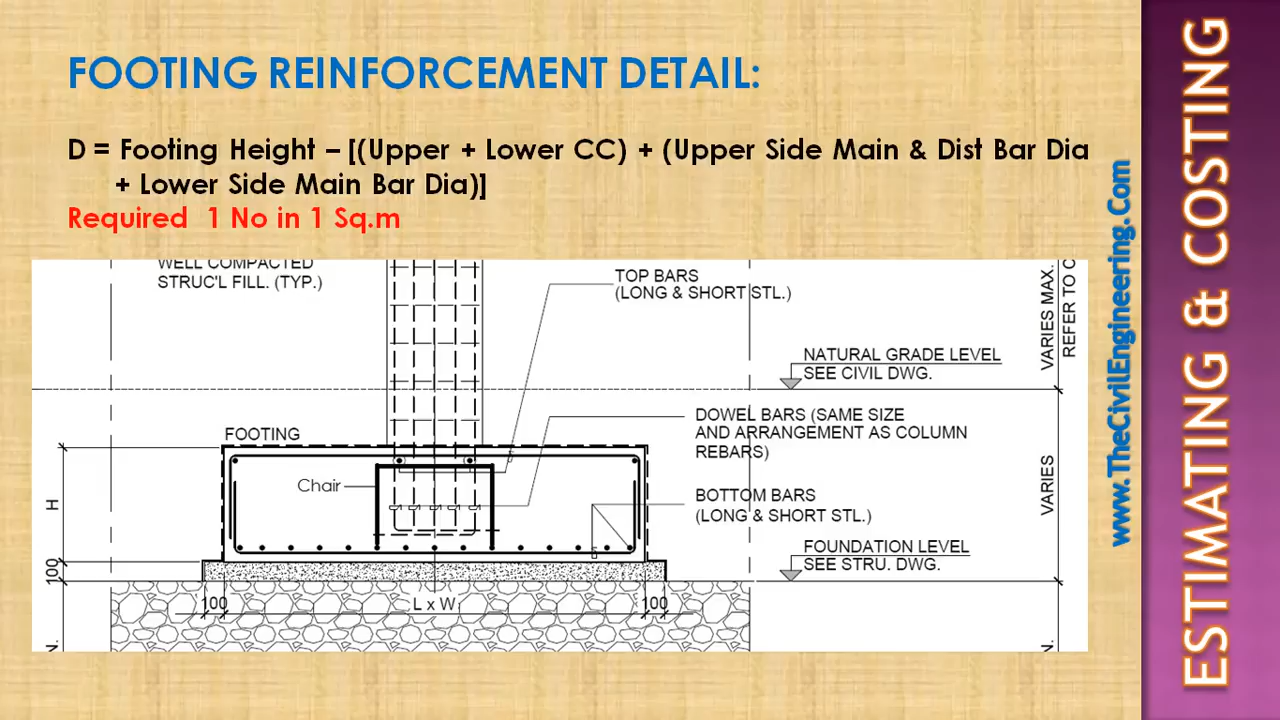 FOOTING REINFORCEMENT DETAIL:
D = Footing Height – [(Upper + Lower CC) + (Upper Side Main & Dist Bar Dia
+ Lower Side Main Bar Dia)]
Required 1 No in 1 Sq.m
WELL COMPACTED
STRUC'L FILL. (TYP.)
TOP BARS
(LONG & SHORT STL.)
VARIES MAX.
REFER TO C
NATURAL GRADE LEVEL
SEE CIVIL DWG.
DOWEL BARS (SAME SIZE
AND ARRANGEMENT AS COLUMN
REBARS)
FOOTING
Chair
H
BOTTOM BARS
(LONG & SHORT STL.)
VARIES
FOUNDATION LEVEL
SEE STRU. DWG.
100
100
L x W
100
N.
N.
www.TheCivilEngineering.Com
ESTIMATING & COSTING